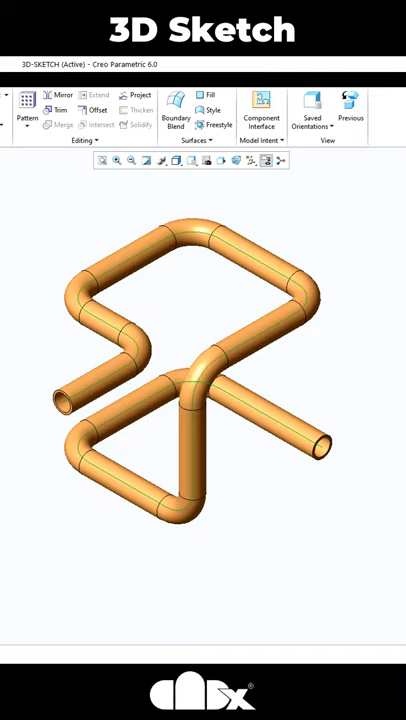 3D Sketch
3D-SKETCH (Active) - Creo Parametric 6.0
Mirror Extend Project Fill
Trim Offset Thicken Style
Pattern Merge Intersect Solidify Boundary Blend Freestyle Component Interface Saved Orientations Previous
Editing Surfaces Model Intent View
CADx®